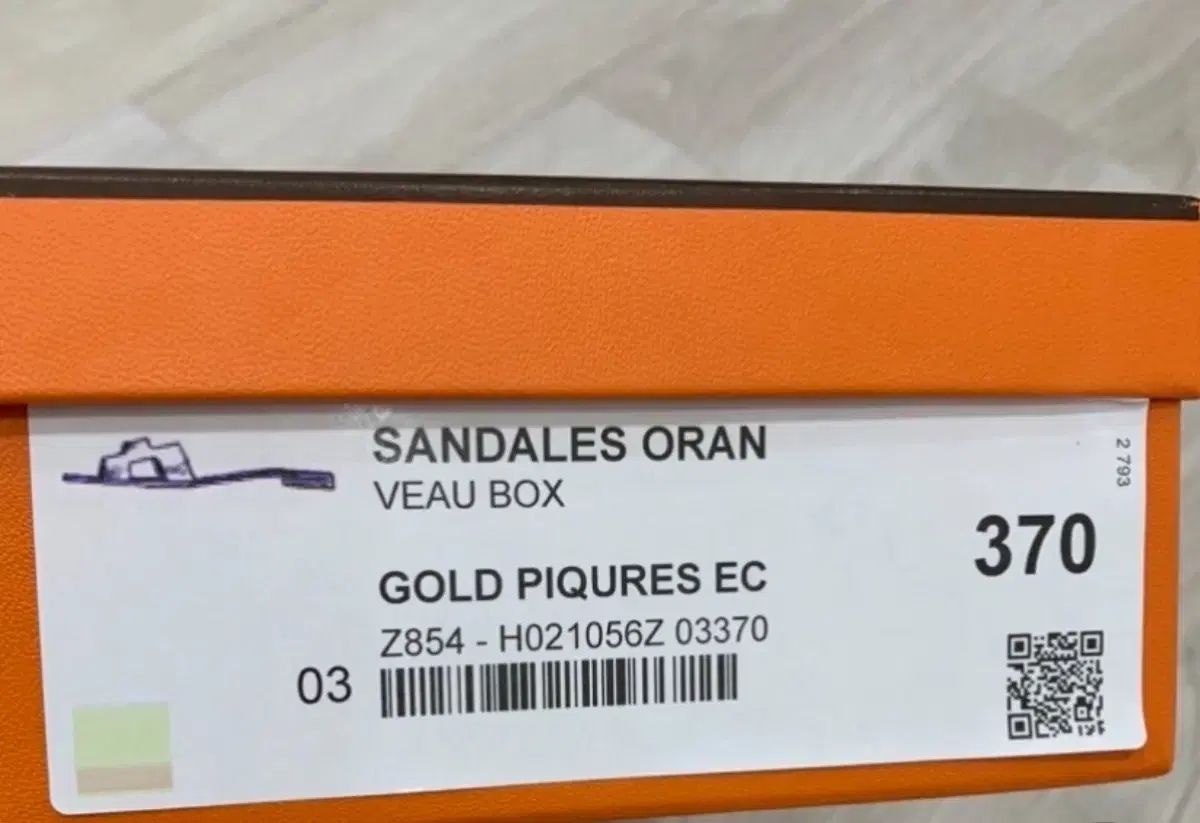 SANDALES ORAN
VEAU BOX
2 793
370
GOLD PIQURES EC
Z854 - H021056Z 03370
03